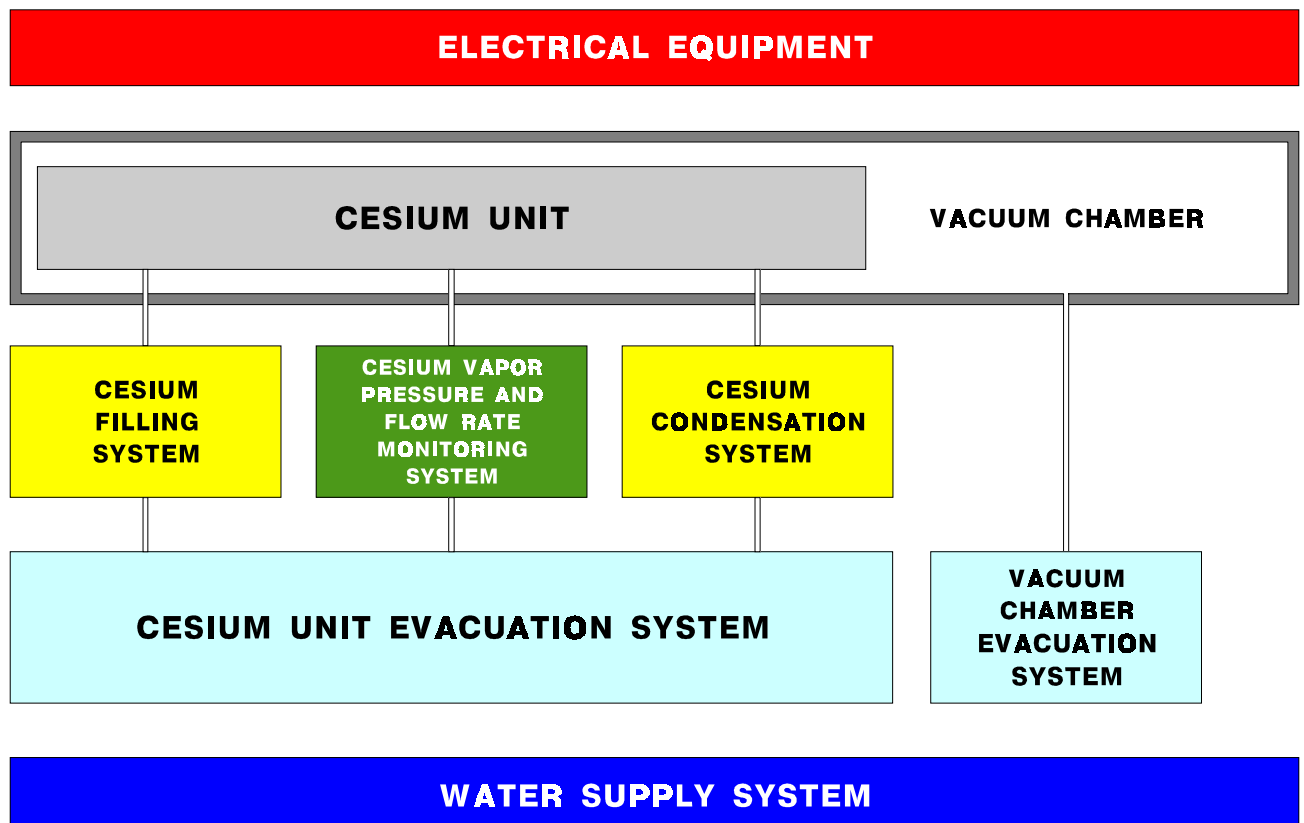 ELECTRICAL EQUIPMENT
CESIUM UNIT
VACUUM CHAMBER
CESIUM
FILLING
SYSTEM
CESIUM VAPOR
PRESSURE AND
FLOW RATE
MONITORING
SYSTEM
CESIUM
CONDENSATION
SYSTEM
CESIUM UNIT EVACUATION SYSTEM
VACUUM
CHAMBER
EVACUATION
SYSTEM
WATER SUPPLY SYSTEM